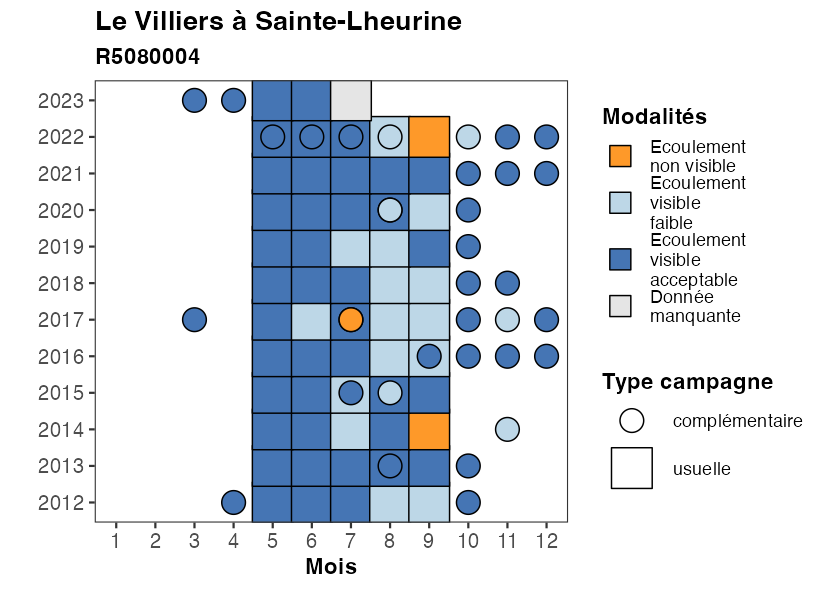 Le Villiers à Sainte-Lheurine
R5080004
2023
2022
2021
2020
2019
2018
2017
2016
2015
2014
2013
2012
1 2 3 4 5 6 7 8 9 10 11 12
Mois
Modalités
Ecoulement
non visible
Ecoulement
visible
faible
Ecoulement
visible
acceptable
Donnée
manquante
Type campagne
complémentaire
usuelle